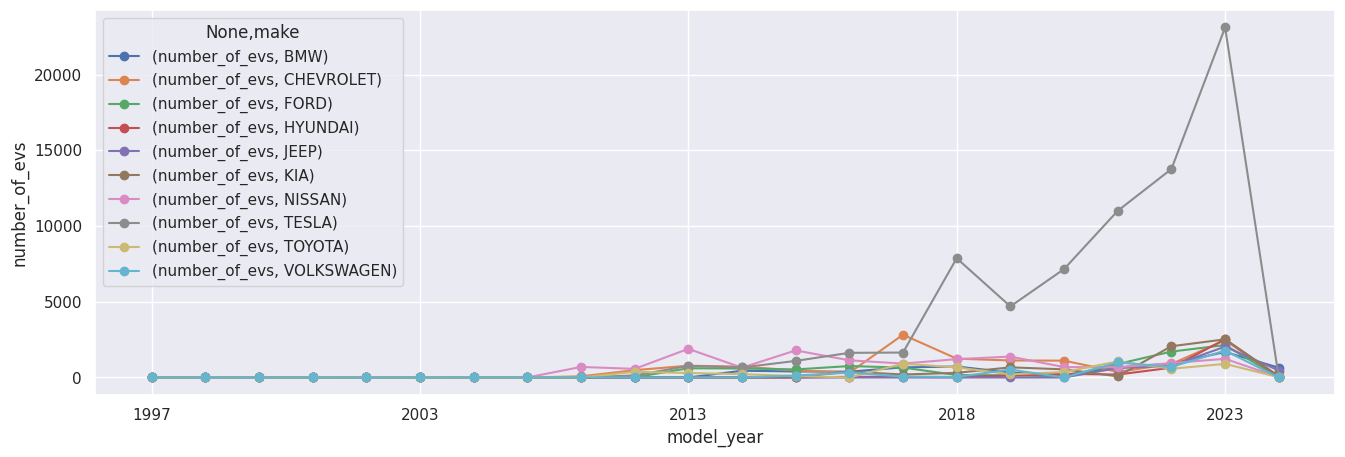 None,make
(number_of_evs, BMW)
(number_of_evs, CHEVROLET)
(number_of_evs, FORD)
(number_of_evs, HYUNDAI)
(number_of_evs, JEEP)
(number_of_evs, KIA)
(number_of_evs, NISSAN)
(number_of_evs, TESLA)
(number_of_evs, TOYOTA)
(number_of_evs, VOLKSWAGEN)
number_of_evs
20000
15000
10000
5000
0
1997 2003 2013 2018 2023
model_year